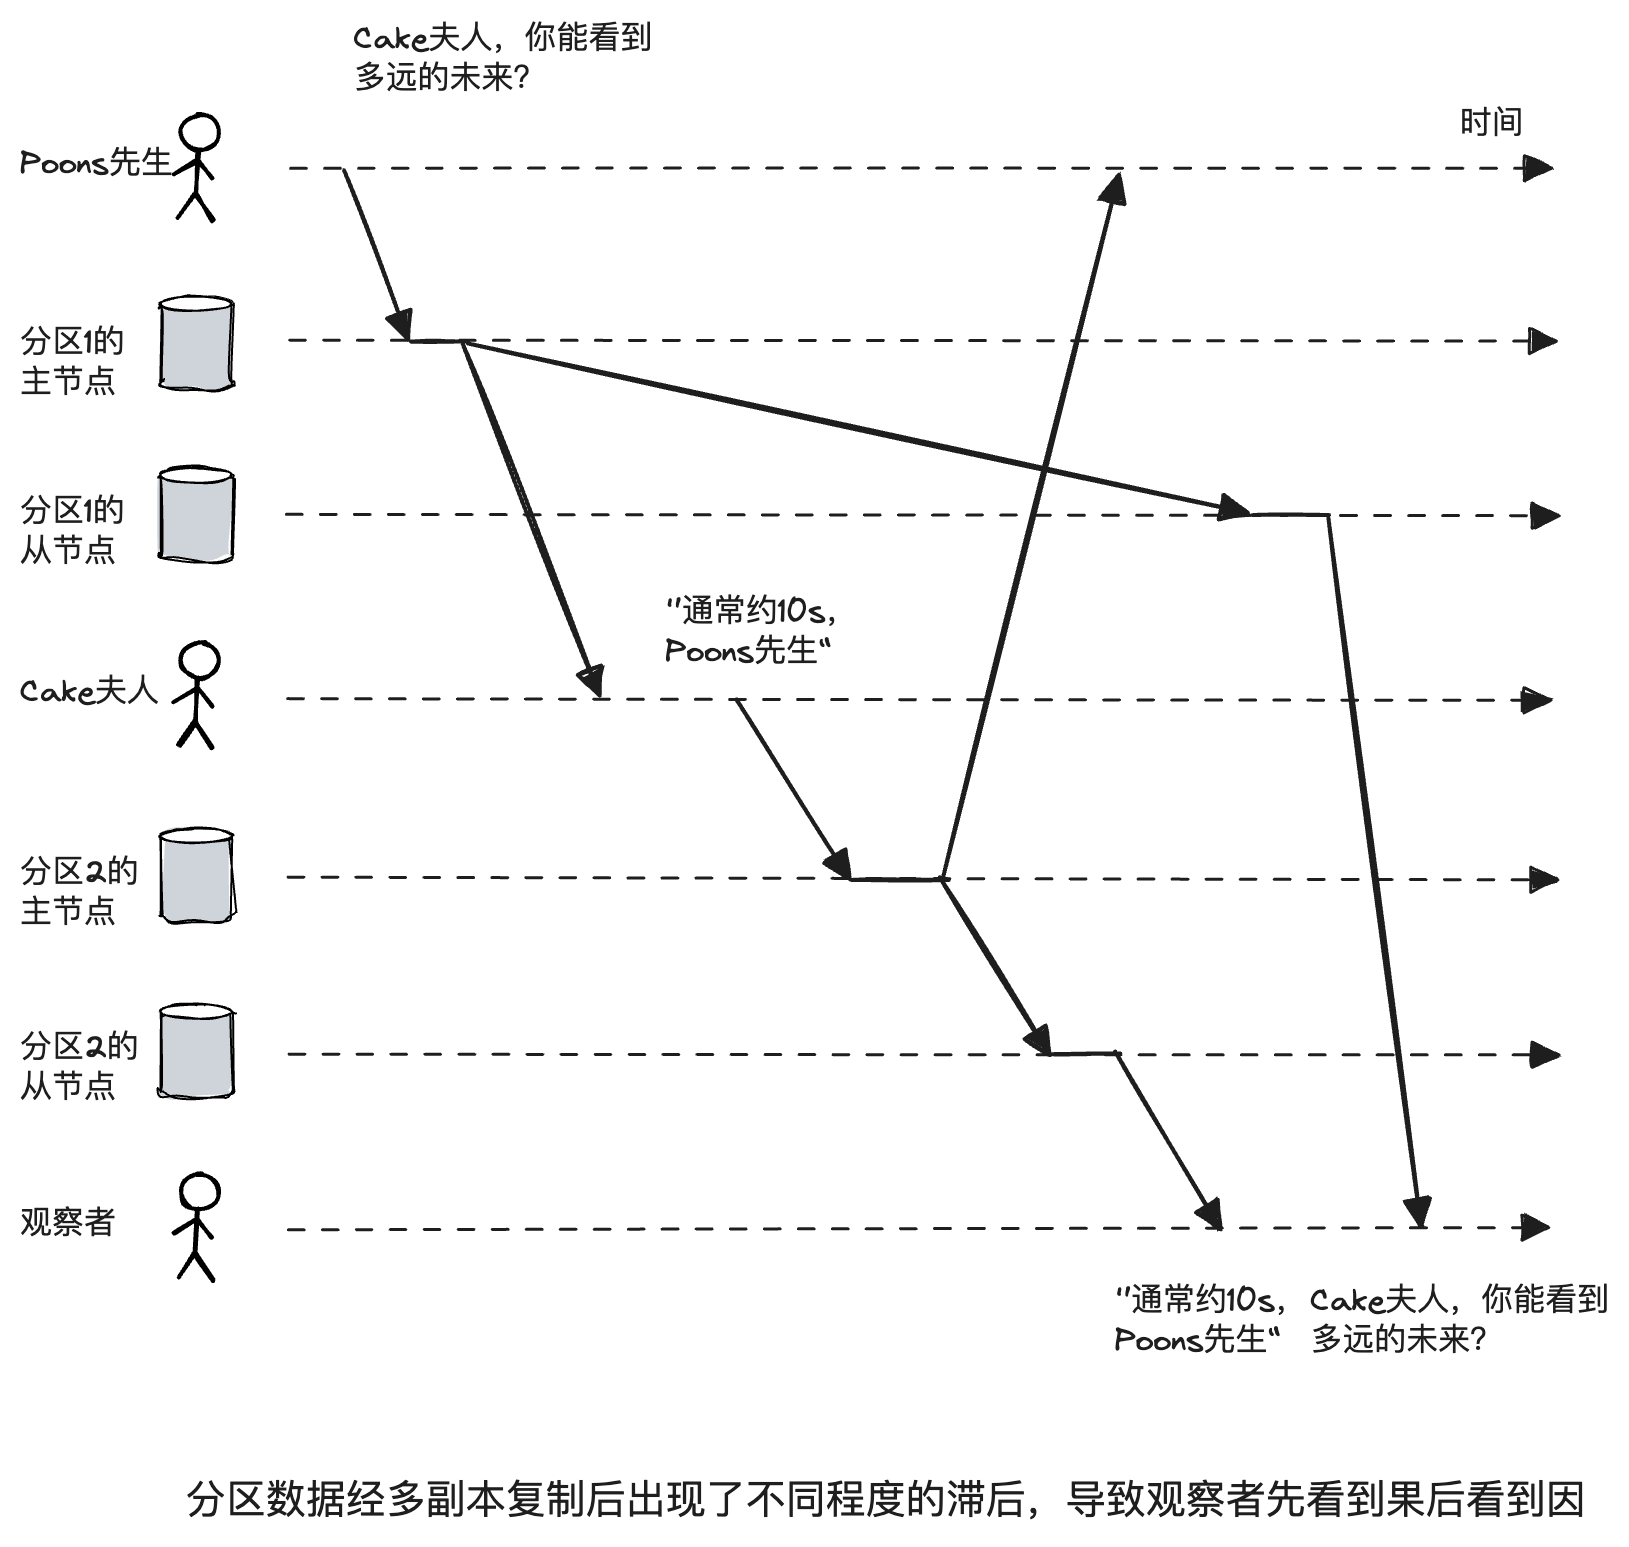 Cake夫人，你能看到
多远的未来？
时间
Poons先生
分区1的
主节点
分区1的
从节点
"通常约10s，
Poons先生“
Cake夫人
分区2的
主节点
分区2的
从节点
观察者
"通常约10s，
Poons先生“
Cake夫人，你能看到
多远的未来？
分区数据经多副本复制后出现了不同程度的滞后，导致观察者先看到果后看到因